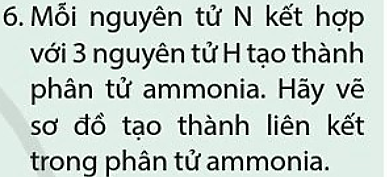 6. Mỗi nguyên tử N kết hợp
với 3 nguyên tử H tạo thành
phân tử ammonia. Hãy vẽ
sơ đồ tạo thành liên kết
trong phân tử ammonia.